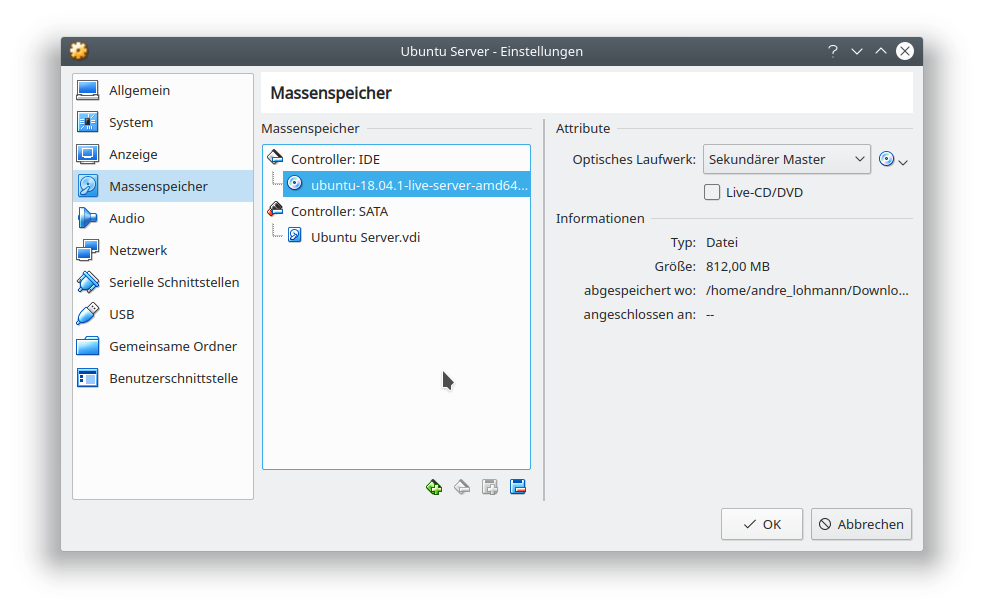 Ubuntu Server - Einstellungen
Allgemein
System
Anzeige
Massenspeicher
Audio
Netzwerk
Serielle Schnittstellen
USB
Gemeinsame Ordner
Benutzerschnittstelle
Massenspeicher
Massenspeicher
Controller: IDE
ubuntu-18.04.1-live-server-amd64...
Controller: SATA
Ubuntu Server.vdi
Attribute
Optisches Laufwerk: Sekundärer Master
Live-CD/DVD
Informationen
Typ: Datei
Größe: 812,00 MB
abgespeichert wo: /home/andre_lohmann/Downlo...
angeschlossen an: --
OK
Abbrechen